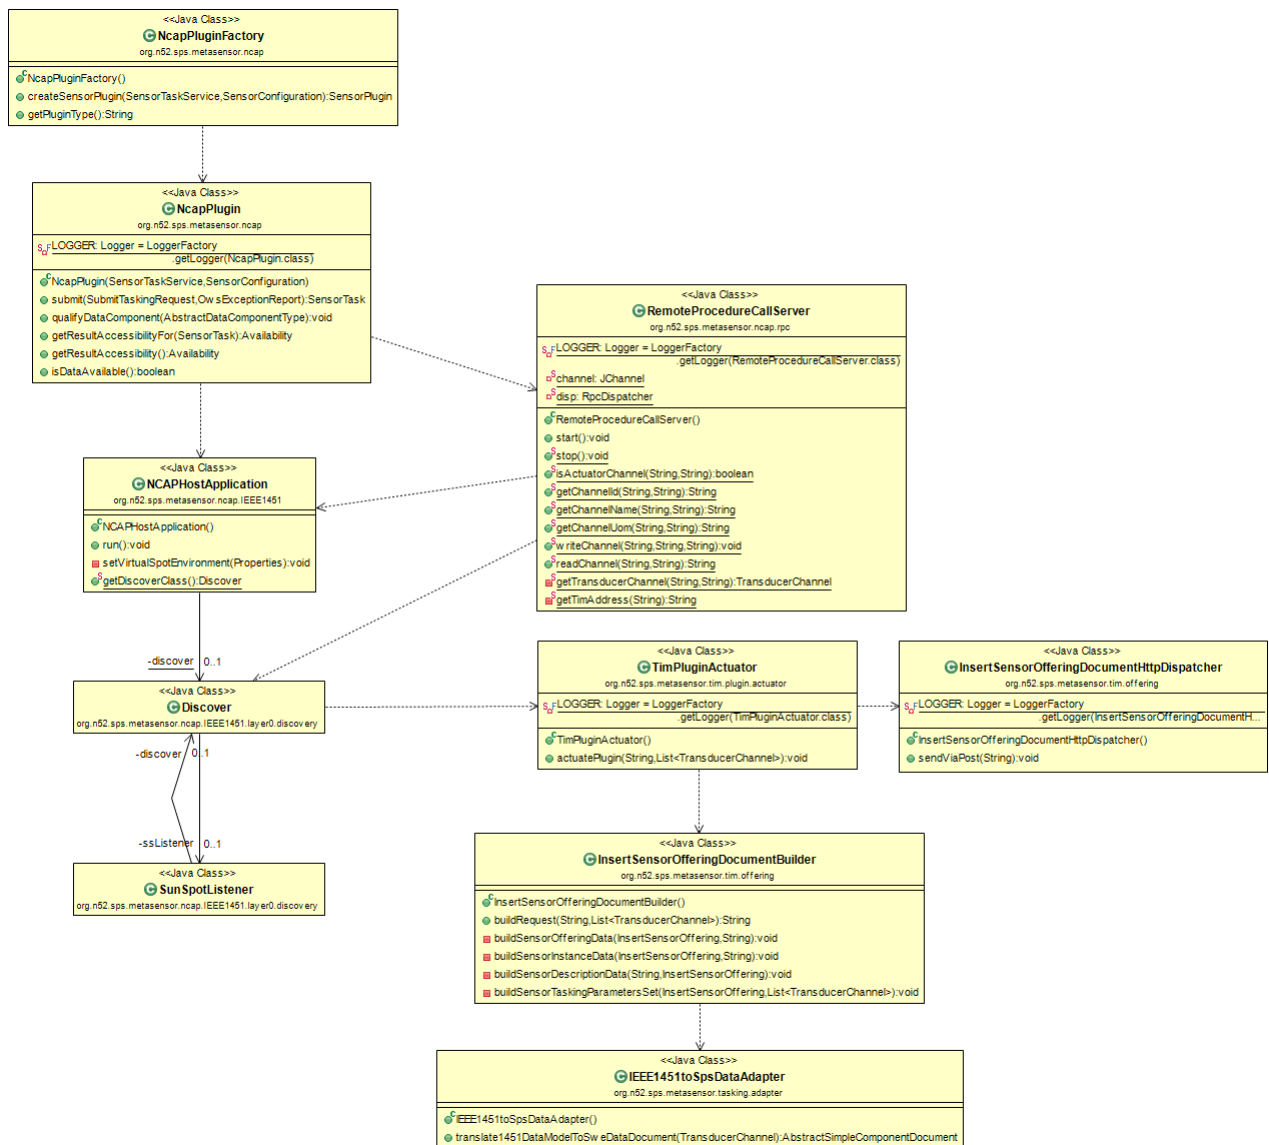 <<Java Class>>
NcapPluginFactory
org.n52.sps.metasensor.ncap
NcapPluginFactory()
createSensorPlugin(SensorTaskService,SensorConfiguration):SensorPlugin
getPluginType():String
<<Java Class>>
NcapPlugin
org.n52.sps.metasensor.ncap
LOGGER: Logger = LoggerFactory
.getLogger(NcapPlugin.class)
NcapPlugin(SensorTaskService,SensorConfiguration)
submit(SubmitTaskingRequest,OwsExceptionReport):SensorTask
qualifyDataComponent(AbstractDataComponentType):void
getResultAccessibilityFor(SensorTask):Availability
getResultAccessibility():Availability
isDataAvailable():boolean
<<Java Class>>
RemoteProcedureCallServer
org.n52.sps.metasensor.ncap.rpc
LOGGER: Logger = LoggerFactory
.getLogger(RemoteProcedureCallServer.class)
channel: JChannel
disp: RpcDispatcher
RemoteProcedureCallServer()
start():void
stop():void
isActuatorChannel(String,String):boolean
getChannelId(String,String):String
getChannelName(String,String):String
getChannelUom(String,String):String
writeChannel(String,String,String):void
readChannel(String,String):String
getTransducerChannel(String,String):TransducerChannel
getTimAddress(String):String
<<Java Class>>
NCAPHostApplication
org.n52.sps.metasensor.ncap.IEEE1451
NCAPHostApplication()
run():void
setVirtualSpotEnvironment(Properties):void
getDiscoverClass():Discover
-discover 0..1
<<Java Class>>
Discover
org.n52.sps.metasensor.ncap.IEEE1451.layer0.discovery
-discover 0..1
-ssListener 0..1
<<Java Class>>
SunSpotListener
org.n52.sps.metasensor.ncap.IEEE1451.layer0.discovery
<<Java Class>>
TimPluginActuator
org.n52.sps.metasensor.tim.plugin.actuator
LOGGER: Logger = LoggerFactory
.getLogger(TimPluginActuator.class)
TimPluginActuator()
actuatePlugin(String,List<TransducerChannel>):void
<<Java Class>>
InsertSensorOfferingDocumentHttpDispatcher
org.n52.sps.metasensor.tim.offering
LOGGER: Logger = LoggerFactory
.getLogger(InsertSensorOfferingDocumentH...
InsertSensorOfferingDocumentHttpDispatcher()
sendViaPost(String):void
<<Java Class>>
InsertSensorOfferingDocumentBuilder
org.n52.sps.metasensor.tim.offering
InsertSensorOfferingDocumentBuilder()
buildRequest(String,List<TransducerChannel>):String
buildSensorOfferingData(InsertSensorOffering,String):void
buildSensorInstanceData(InsertSensorOffering,String):void
buildSensorDescriptionData(String,InsertSensorOffering):void
buildSensorTaskingParametersSet(InsertSensorOffering,List<TransducerChannel>):void
<<Java Class>>
IEEE1451toSpsDataAdapter
org.n52.sps.metasensor.tasking.adapter
IEEE1451toSpsDataAdapter()
translate1451DataModelToSweDataDocument(TransducerChannel):AbstractSimpleComponentDocument